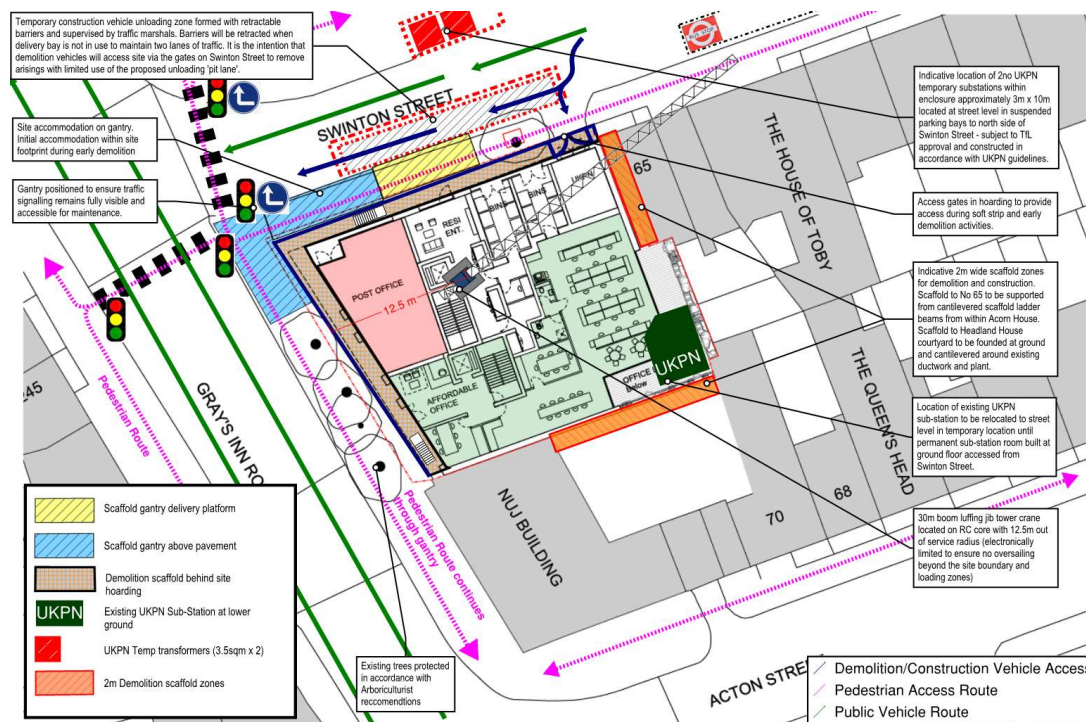 Temporary construction vehicle unloading zone formed with retractable
barriers and supervised by traffic marshals. Barriers will be retracted when
delivery bay is not in use to maintain two lanes of traffic. It is the intention that
demolition vehicles will access site via the gates on Swinton Street to remove
arisings with limited use of the proposed unloading 'pit lane'.
Site accommodation on gantry.
Initial accommodation within site
footprint during early demolition
Gantry positioned to ensure traffic
signalling remains fully visible and
accessible for maintenance.
SWINTON STREET
BUS STOP
Indicative location of 2no UKPN
temporary substations within
enclosure approximately 3m x 10m
located at street level in suspended
parking bays to north side of
Swinton Street - subject to TfL
approval and constructed in
accordance with UKPN guidelines.
Access gates in hoarding to provide
access during soft strip and early
demolition activities.
Indicative 2m wide scaffold zones
for demolition and construction.
Scaffold to No 65 to be supported
from cantilevered scaffold ladder
beams from within Acorn House.
Scaffold to Headland House
courtyard to be founded at ground
and cantilevered around existing
ductwork and plant.
Location of existing UKPN
sub-station to be relocated to street
level in temporary location until
permanent sub-station room built at
ground floor accessed from
Swinton Street.
30m boom luffing jib tower crane
located on RC core with 12.5m out
of service radius (electronically
limited to ensure no oversailing
beyond the site boundary and
loading zones)
65
THE HOUSE OF TOBY
THE QUEEN'S HEAD
68
70
BINS
BINS
UKPN
RESI
ENT.
POST OFFICE
12.5 m
AFFORDABLE
OFFICE
OFFICE
Below
UKPN
NUJ BUILDING
245
Pedestrian Route
GRAY'S INN RO
Pedestrian Route continues
through gantry
ACTON STREET
Existing trees protected
in accordance with
Arboriculturist
reccomendtions
Scaffold gantry delivery platform
Scaffold gantry above pavement
Demolition scaffold behind site
hoarding
UKPN
Existing UKPN Sub-Station at lower
ground
UKPN Temp transformers (3.5sqm x 2)
2m Demolition scaffold zones
Demolition/Construction Vehicle Access
Pedestrian Access Route
Public Vehicle Route